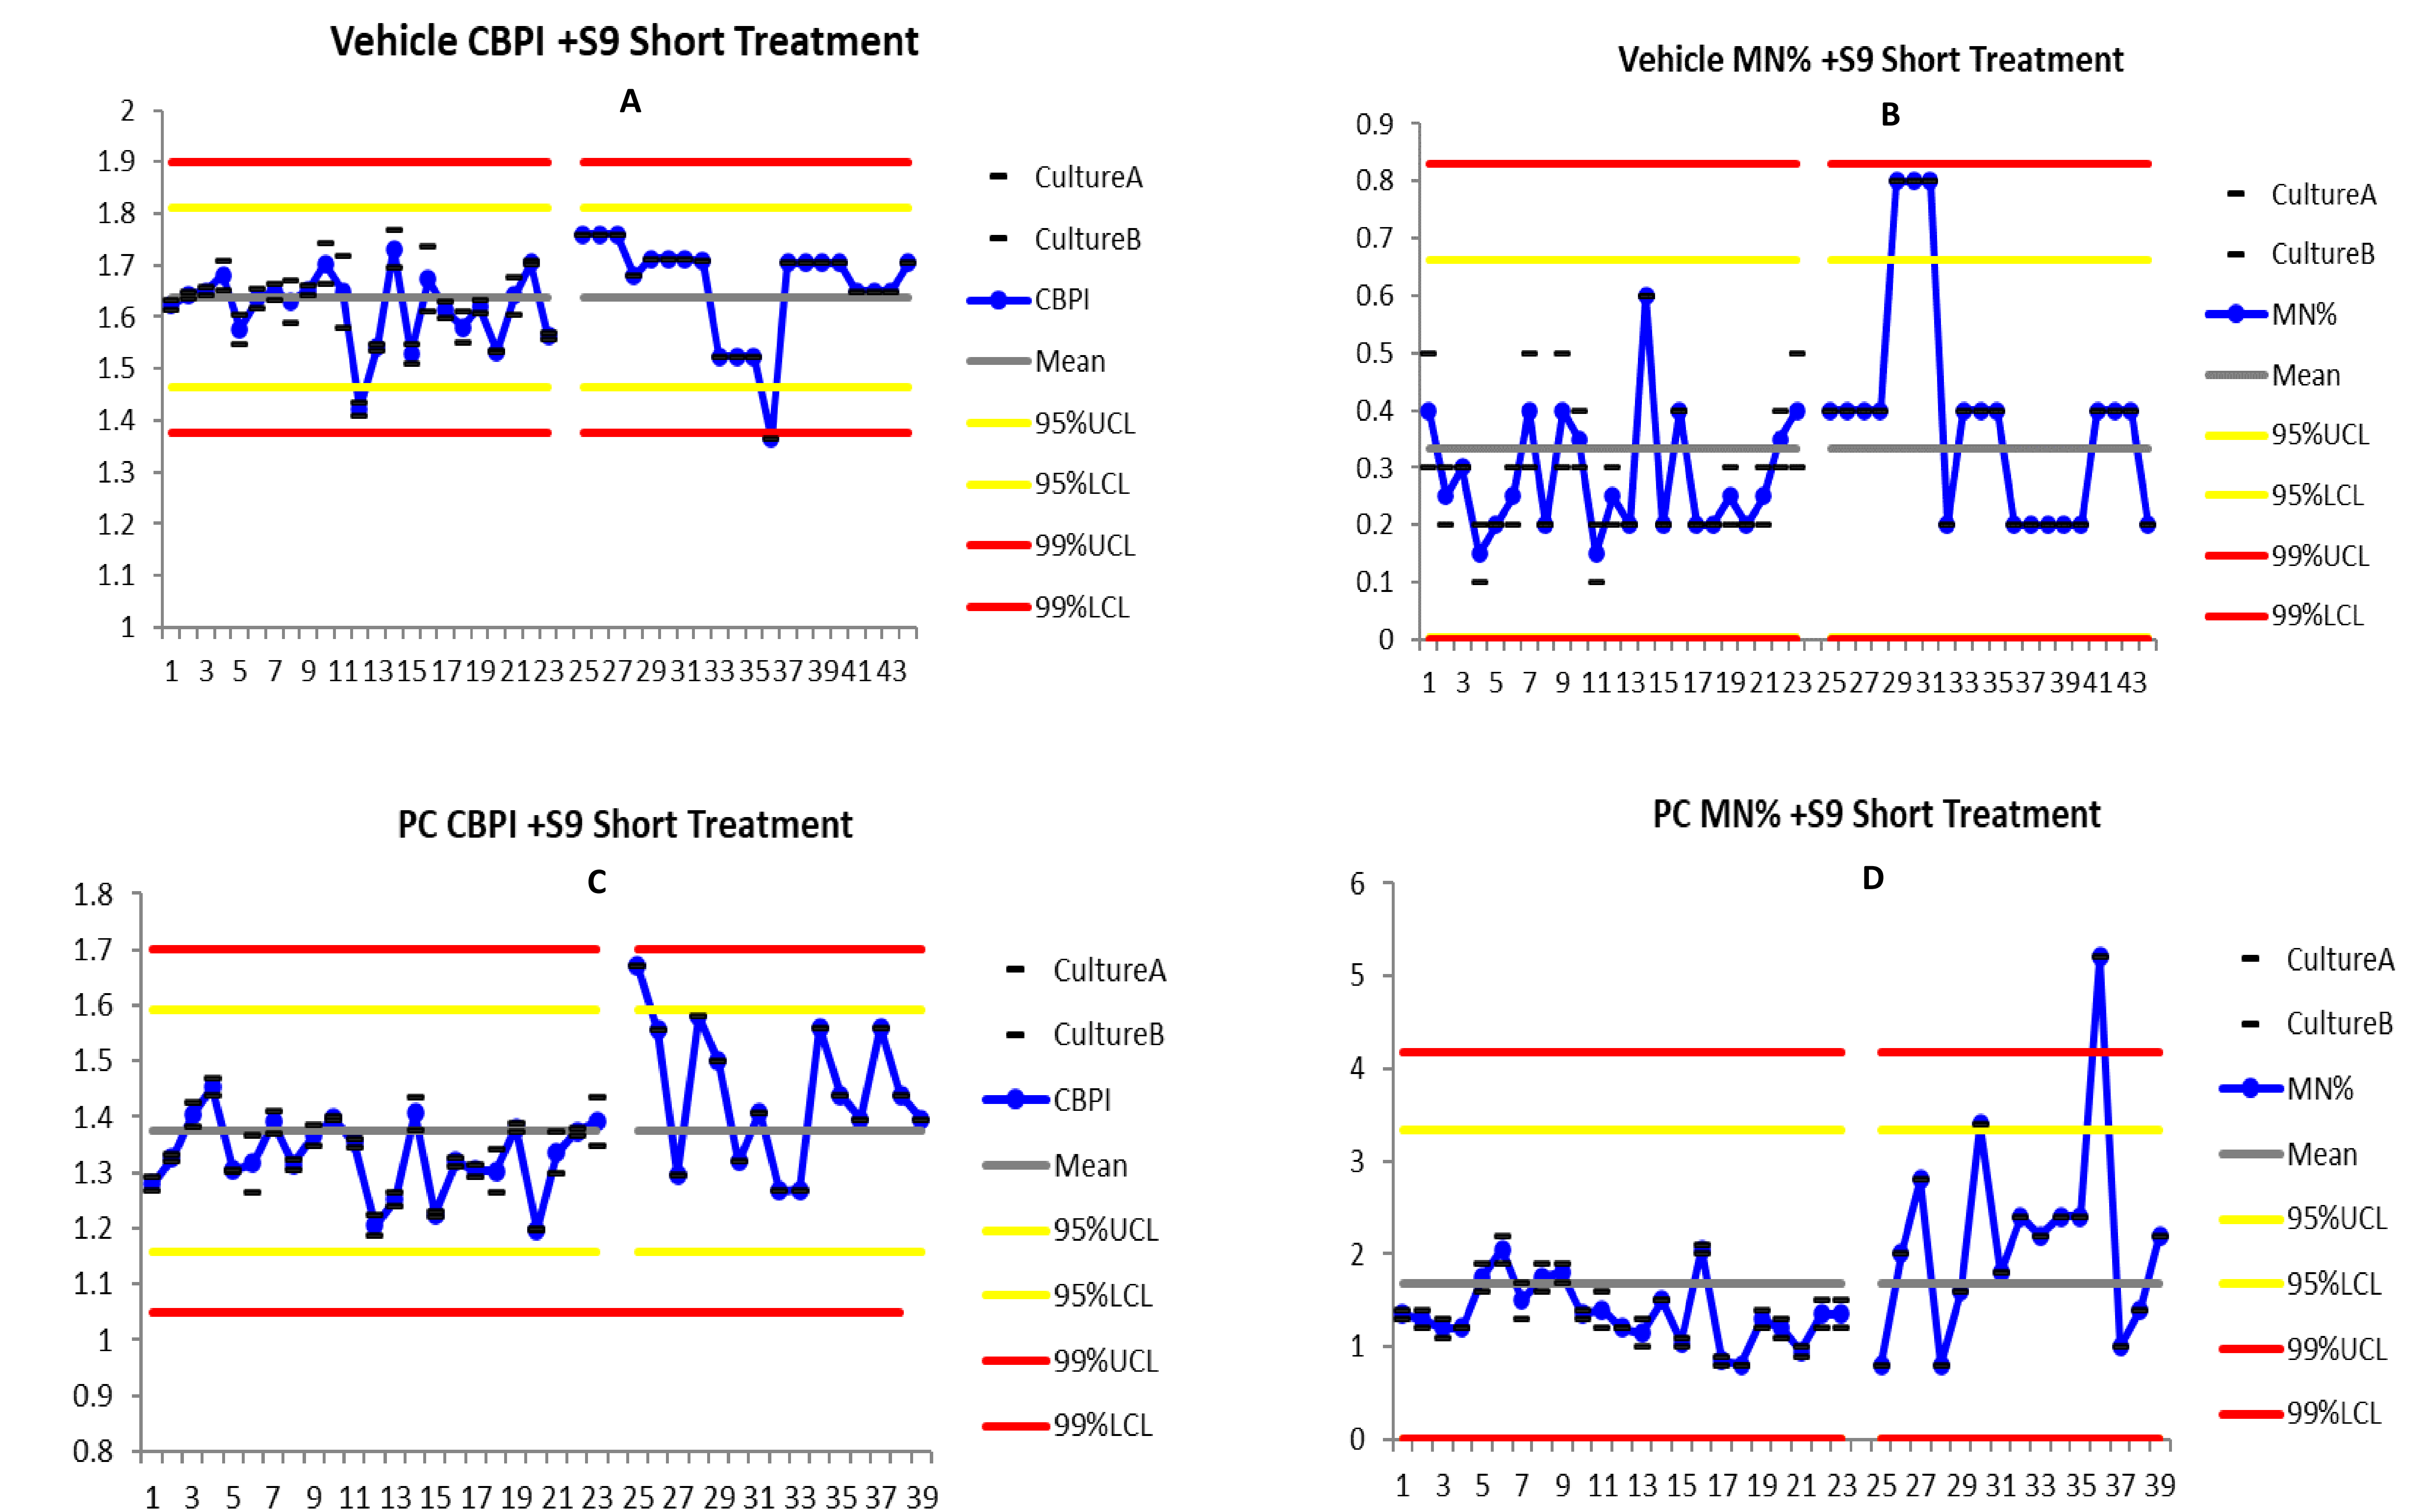 Vehicle CBPI +S9 Short Treatment
A
2
1.9
1.8
1.7
1.6
1.5
1.4
1.3
1.2
1.1
1
1 3 5 7 9 11 13 15 17 19 21 23 25 27 29 31 33 35 37 39 41 43
CultureA
CultureB
CBPI
Mean
95%UCL
95%LCL
99%UCL
99%LCL
Vehicle MN% +S9 Short Treatment
B
0.9
0.8
0.7
0.6
0.5
0.4
0.3
0.2
0.1
0
1 3 5 7 9 11 13 15 17 19 21 23 25 27 29 31 33 35 37 39 41 43
CultureA
CultureB
MN%
Mean
95%UCL
95%LCL
99%UCL
99%LCL
PC CBPI +S9 Short Treatment
C
1.8
1.7
1.6
1.5
1.4
1.3
1.2
1.1
1
0.9
0.8
1 3 5 7 9 11 13 15 17 19 21 23 25 27 29 31 33 35 37 39
CultureA
CultureB
CBPI
Mean
95%UCL
95%LCL
99%UCL
99%LCL
PC MN% +S9 Short Treatment
D
6
5
4
3
2
1
0
1 3 5 7 9 11 13 15 17 19 21 23 25 27 29 31 33 35 37 39
CultureA
CultureB
MN%
Mean
95%UCL
95%LCL
99%UCL
99%LCL